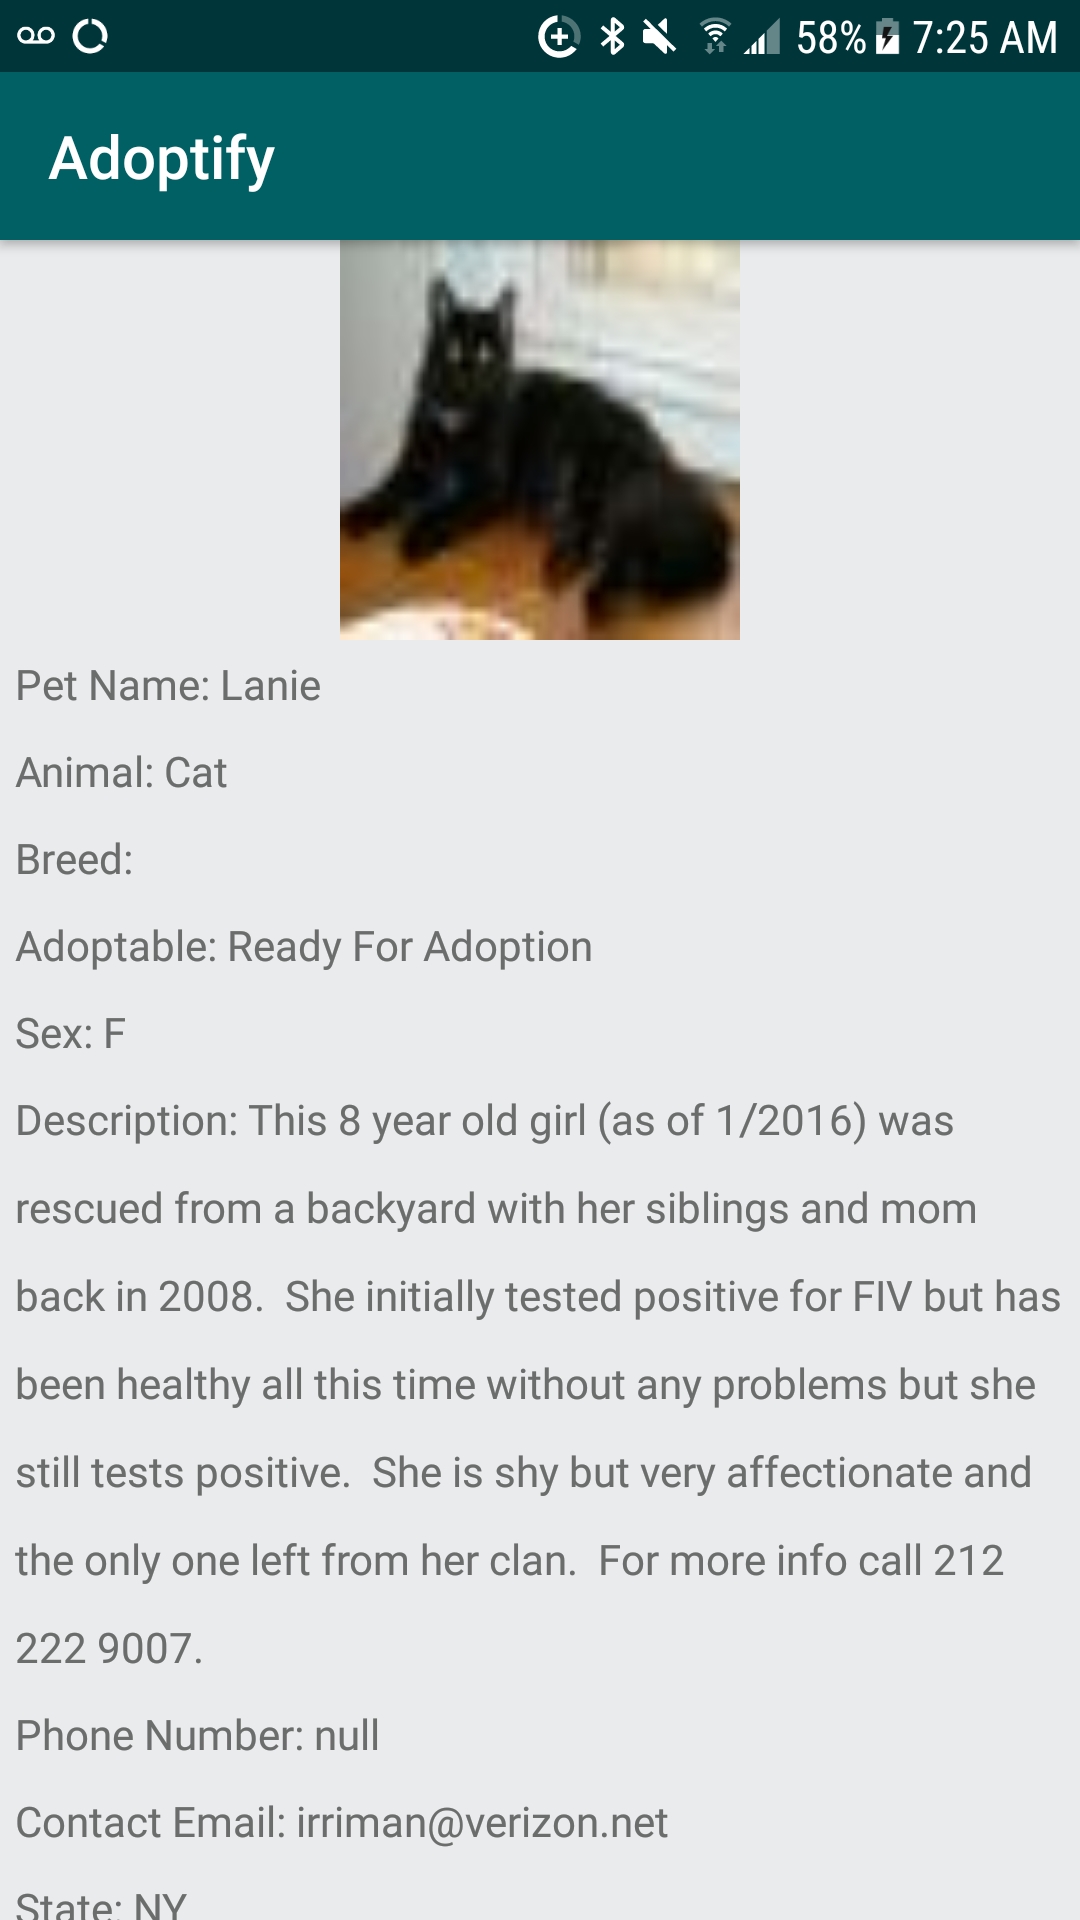 58% 7:25 AM
Adoptify
Pet Name: Lanie
Animal: Cat
Breed:
Adoptable: Ready For Adoption
Sex: F
Description: This 8 year old girl (as of 1/2016) was
rescued from a backyard with her siblings and mom
back in 2008.  She initially tested positive for FIV but has
been healthy all this time without any problems but she
still tests positive.  She is shy but very affectionate and
the only one left from her clan.  For more info call 212
222 9007.
Phone Number: null
Contact Email: irriman@verizon.net
State: NY